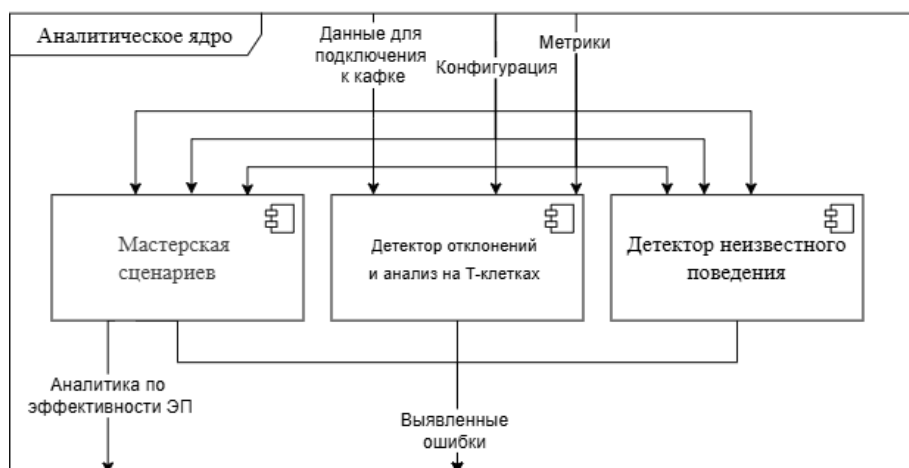 Аналитическое ядро
Данные для
подключения
к кафке
Конфигурация
Метрики
Мастерская
сценариев
Детектор отклонений
и анализ на Т-клетках
Детектор неизвестного
поведения
Аналитика по
эффективности ЭП
Выявленные
ошибки